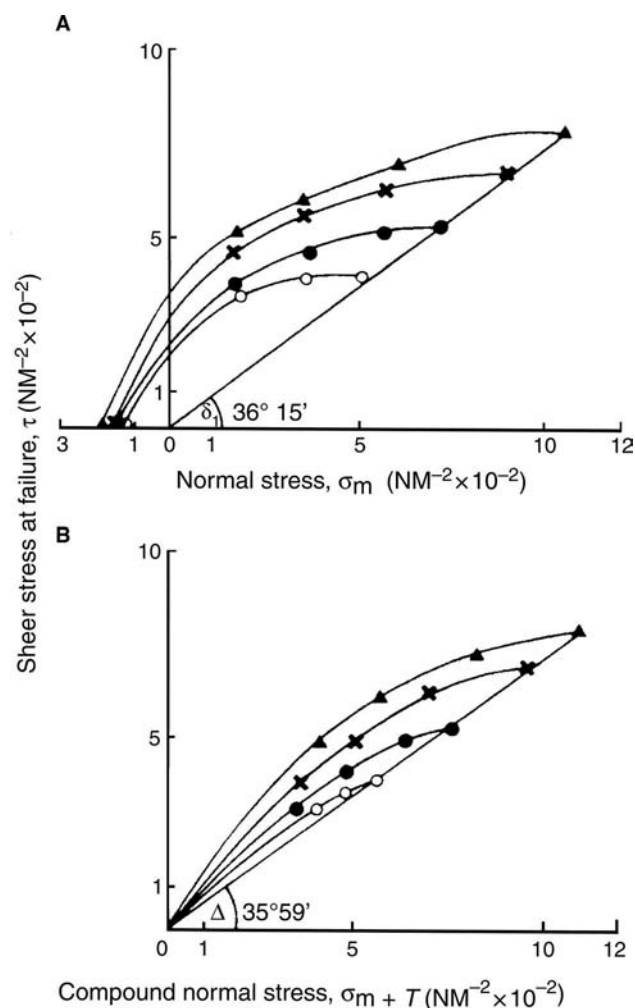 A
10
5
1
δ₁ 36° 15'
3 1 0 1 5 10 12
Normal stress, σm (NM⁻²×10⁻²)
Sheer stress at failure, τ (NM⁻²×10⁻²)
B
10
5
1
Δ 35°59'
0 1 5 10 12
Compound normal stress, σm + T (NM⁻²×10⁻²)